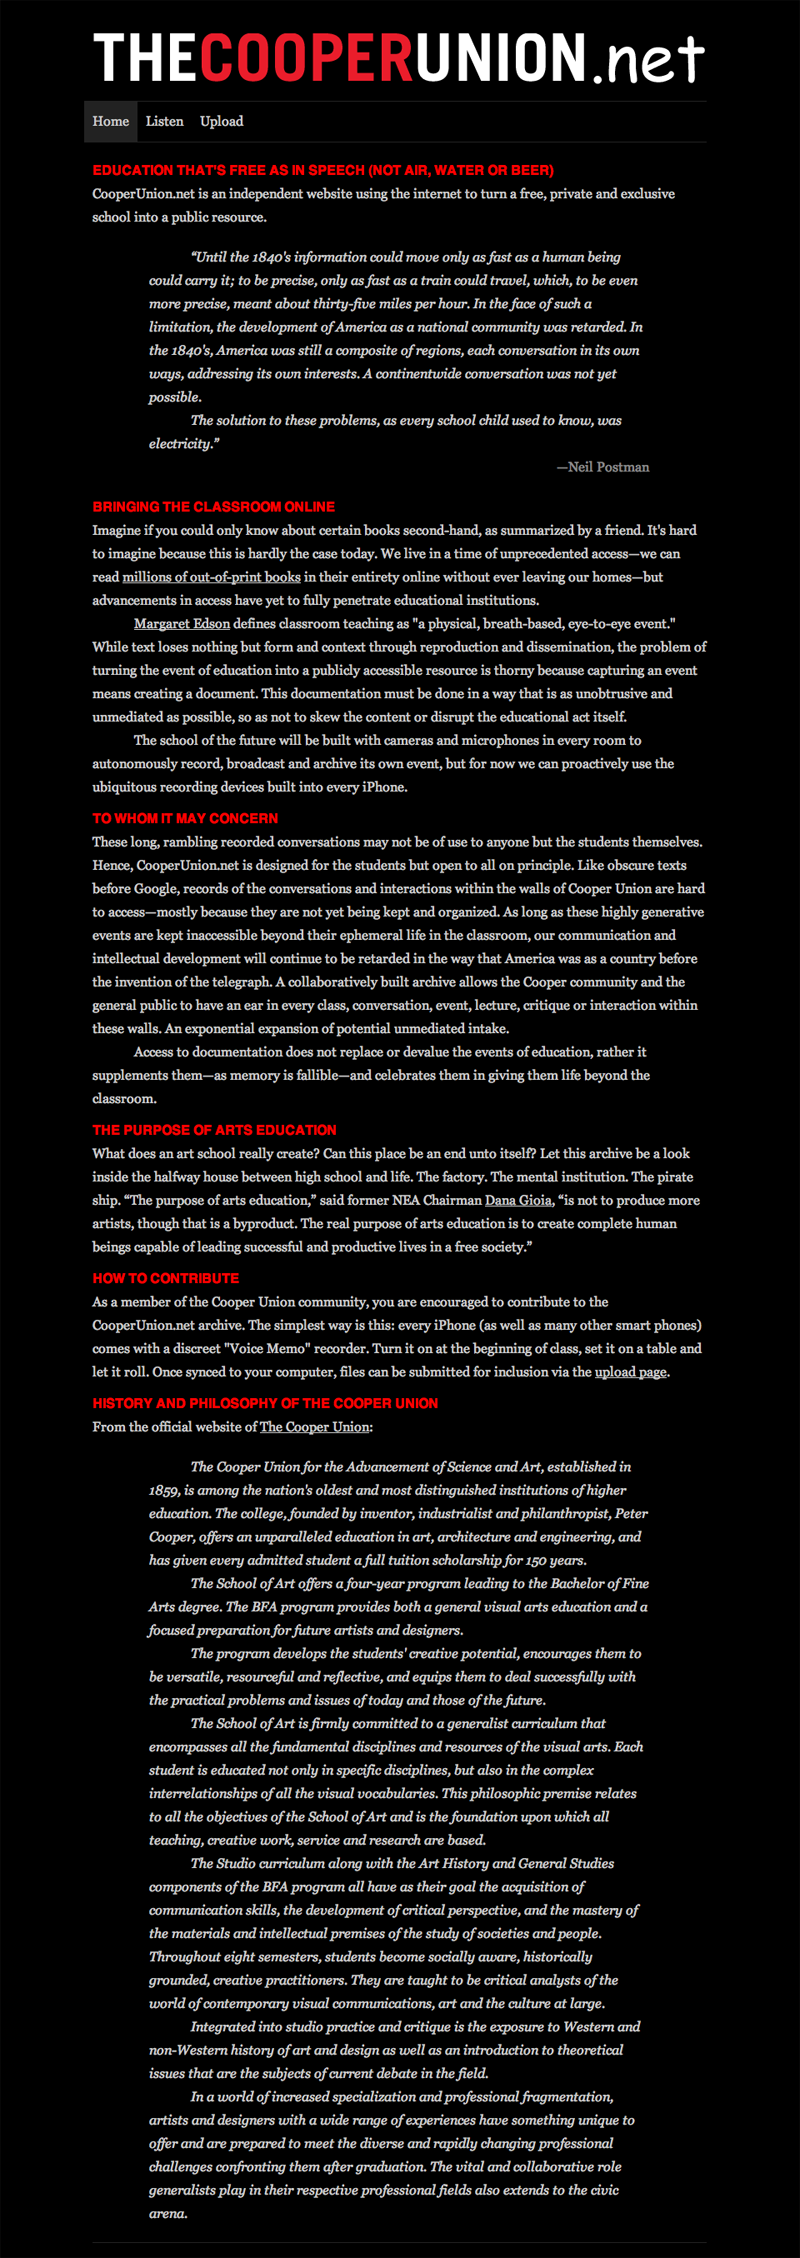 THECOOPERUNION.net
Home Listen Upload
EDUCATION THAT'S FREE AS IN SPEECH (NOT AIR, WATER OR BEER)
CooperUnion.net is an independent website using the internet to turn a free, private and exclusive
school into a public resource.
“Until the 1840's information could move only as fast as a human being
could carry it; to be precise, only as fast as a train could travel, which, to be even
more precise, meant about thirty-five miles per hour. In the face of such a
limitation, the development of America as a national community was retarded. In
the 1840's, America was still a composite of regions, each conversation in its own
ways, addressing its own interests. A continentwide conversation was not yet
possible.
The solution to these problems, as every school child used to know, was
electricity.”
—Neil Postman
BRINGING THE CLASSROOM ONLINE
Imagine if you could only know about certain books second-hand, as summarized by a friend. It's hard
to imagine because this is hardly the case today. We live in a time of unprecedented access—we can
read millions of out-of-print books in their entirety online without ever leaving our homes—but
advancements in access have yet to fully penetrate educational institutions.
Margaret Edson defines classroom teaching as "a physical, breath-based, eye-to-eye event."
While text loses nothing but form and context through reproduction and dissemination, the problem of
turning the event of education into a publicly accessible resource is thorny because capturing an event
means creating a document. This documentation must be done in a way that is as unobtrusive and
unmediated as possible, so as not to skew the content or disrupt the educational act itself.
The school of the future will be built with cameras and microphones in every room to
autonomously record, broadcast and archive its own event, but for now we can proactively use the
ubiquitous recording devices built into every iPhone.
TO WHOM IT MAY CONCERN
These long, rambling recorded conversations may not be of use to anyone but the students themselves.
Hence, CooperUnion.net is designed for the students but open to all on principle. Like obscure texts
before Google, records of the conversations and interactions within the walls of Cooper Union are hard
to access—mostly because they are not yet being kept and organized. As long as these highly generative
events are kept inaccessible beyond their ephemeral life in the classroom, our communication and
intellectual development will continue to be retarded in the way that America was as a country before
the invention of the telegraph. A collaboratively built archive allows the Cooper community and the
general public to have an ear in every class, conversation, event, lecture, critique or interaction within
these walls. An exponential expansion of potential unmediated intake.
Access to documentation does not replace or devalue the events of education, rather it
supplements them—as memory is fallible—and celebrates them in giving them life beyond the
classroom.
THE PURPOSE OF ARTS EDUCATION
What does an art school really create? Can this place be an end unto itself? Let this archive be a look
inside the halfway house between high school and life. The factory. The mental institution. The pirate
ship. “The purpose of arts education,” said former NEA Chairman Dana Gioia, “is not to produce more
artists, though that is a byproduct. The real purpose of arts education is to create complete human
beings capable of leading successful and productive lives in a free society.”
HOW TO CONTRIBUTE
As a member of the Cooper Union community, you are encouraged to contribute to the
CooperUnion.net archive. The simplest way is this: every iPhone (as well as many other smart phones)
comes with a discreet "Voice Memo" recorder. Turn it on at the beginning of class, set it on a table and
let it roll. Once synced to your computer, files can be submitted for inclusion via the upload page.
HISTORY AND PHILOSOPHY OF THE COOPER UNION
From the official website of The Cooper Union:
The Cooper Union for the Advancement of Science and Art, established in
1859, is among the nation's oldest and most distinguished institutions of higher
education. The college, founded by inventor, industrialist and philanthropist, Peter
Cooper, offers an unparalleled education in art, architecture and engineering, and
has given every admitted student a full tuition scholarship for 150 years.
The School of Art offers a four-year program leading to the Bachelor of Fine
Arts degree. The BFA program provides both a general visual arts education and a
focused preparation for future artists and designers.
The program develops the students' creative potential, encourages them to
be versatile, resourceful and reflective, and equips them to deal successfully with
the practical problems and issues of today and those of the future.
The School of Art is firmly committed to a generalist curriculum that
encompasses all the fundamental disciplines and resources of the visual arts. Each
student is educated not only in specific disciplines, but also in the complex
interrelationships of all the visual vocabularies. This philosophic premise relates
to all the objectives of the School of Art and is the foundation upon which all
teaching, creative work, service and research are based.
The Studio curriculum along with the Art History and General Studies
components of the BFA program all have as their goal the acquisition of
communication skills, the development of critical perspective, and the mastery of
the materials and intellectual premises of the study of societies and people.
Throughout eight semesters, students become socially aware, historically
grounded, creative practitioners. They are taught to be critical analysts of the
world of contemporary visual communications, art and the culture at large.
Integrated into studio practice and critique is the exposure to Western and
non-Western history of art and design as well as an introduction to theoretical
issues that are the subjects of current debate in the field.
In a world of increased specialization and professional fragmentation,
artists and designers with a wide range of experiences have something unique to
offer and are prepared to meet the diverse and rapidly changing professional
challenges confronting them after graduation. The vital and collaborative role
generalists play in their respective professional fields also extends to the civic
arena.